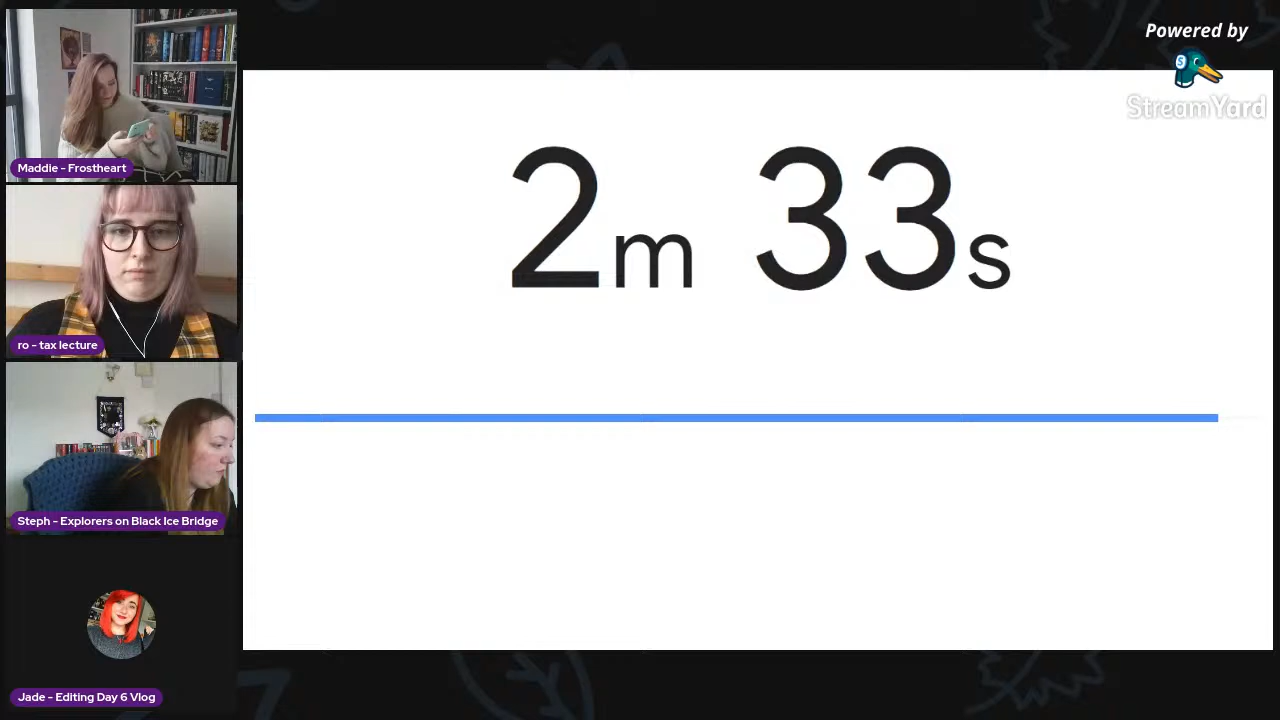 Powered by
StreamYard
2m 33s
Maddie - Frostheart
ro - tax lecture
Steph - Explorers on Black Ice Bridge
Jade - Editing Day 6 Vlog